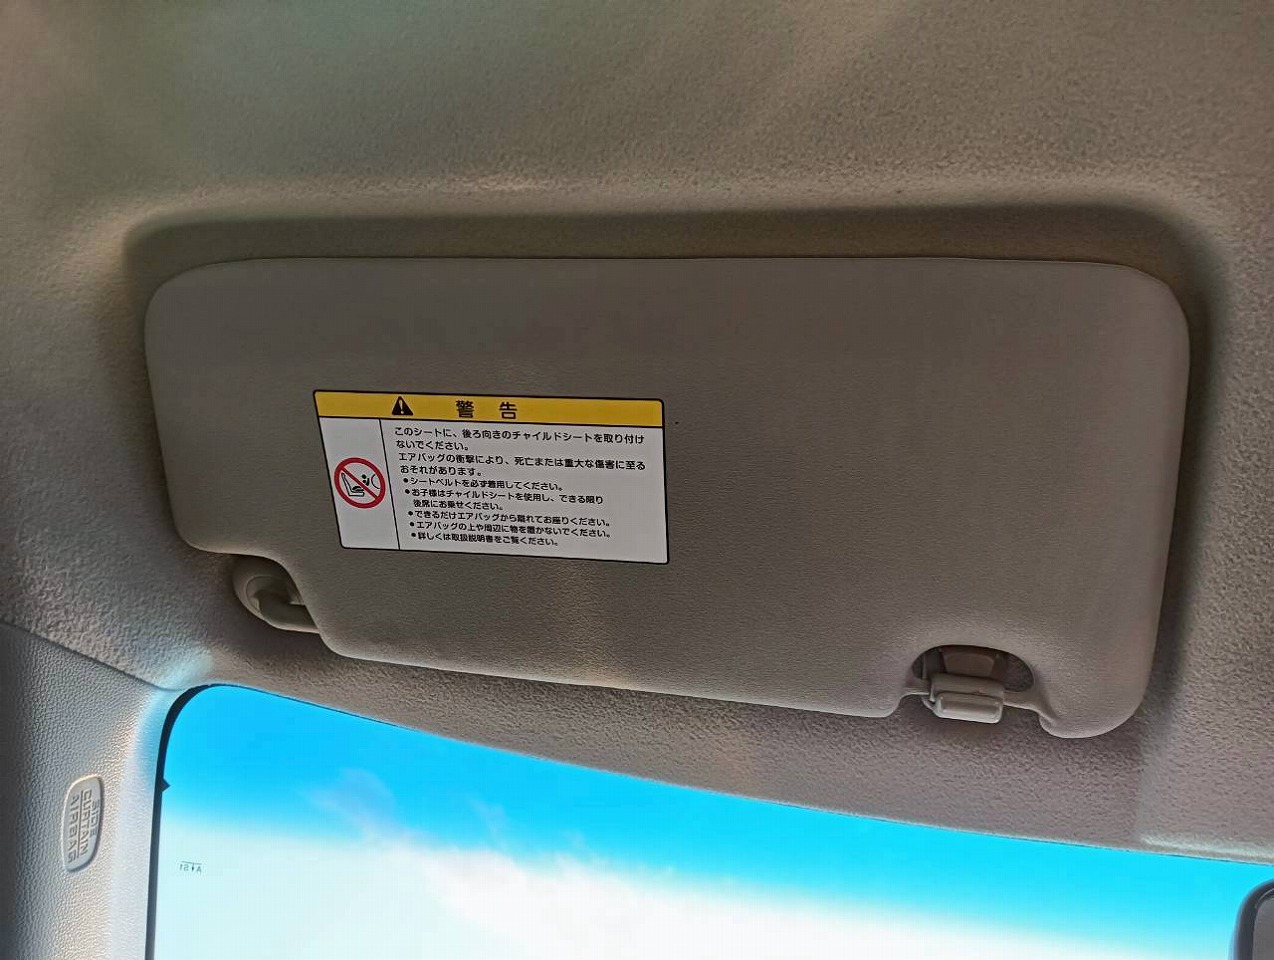 警告
このシートに、後ろ向きのチャイルドシートを取り付け
ないでください。
エアバッグの衝撃により、死亡または重大な傷害に至る
おそれがあります。
●シートベルトを必ず着用してください。
●お子様はチャイルドシートを使用し、できる限り
後席にお乗せください。
●できるだけエアバッグから離れてお座りください。
●エアバッグの上や周辺に物を置かないでください。
●詳しくは取扱説明書をご覧ください。
SIDE
CURTAIN
AIRBAG
AS1